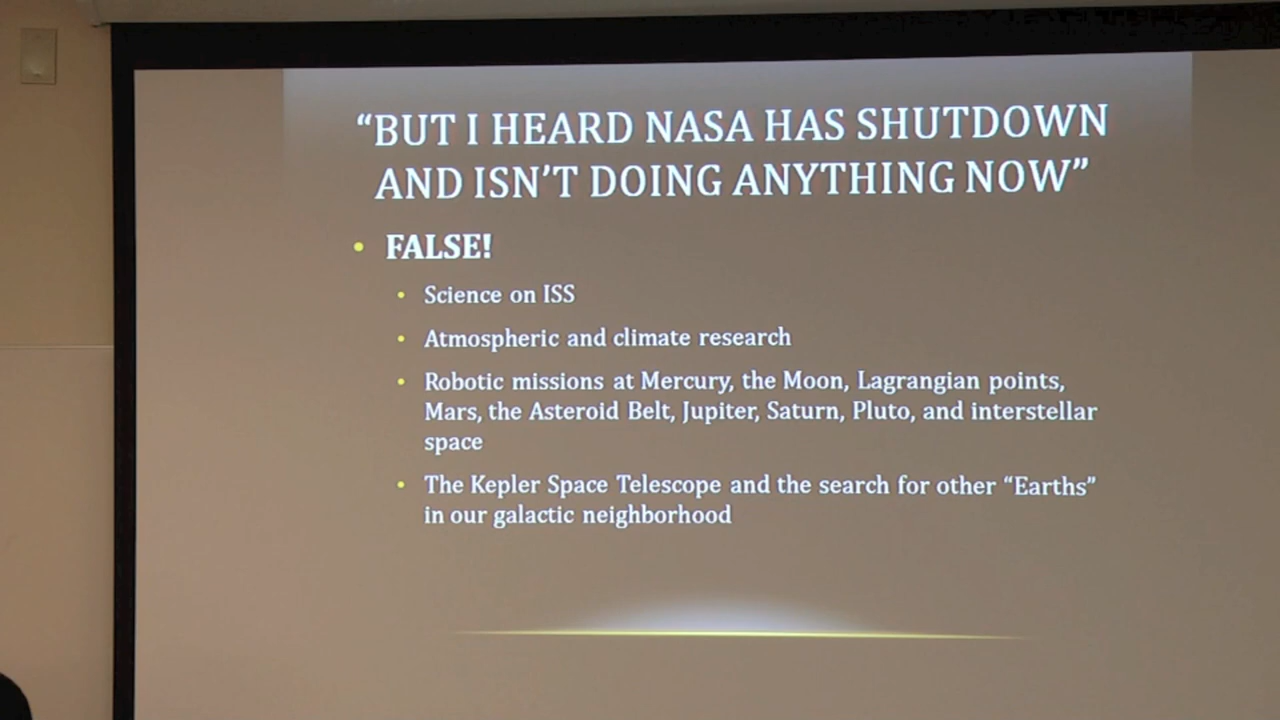 “BUT I HEARD NASA HAS SHUTDOWN
AND ISN’T DOING ANYTHING NOW”
• FALSE!
• Science on ISS
• Atmospheric and climate research
• Robotic missions at Mercury, the Moon, Lagrangian points,
Mars, the Asteroid Belt, Jupiter, Saturn, Pluto, and interstellar
space
• The Kepler Space Telescope and the search for other “Earths”
in our galactic neighborhood